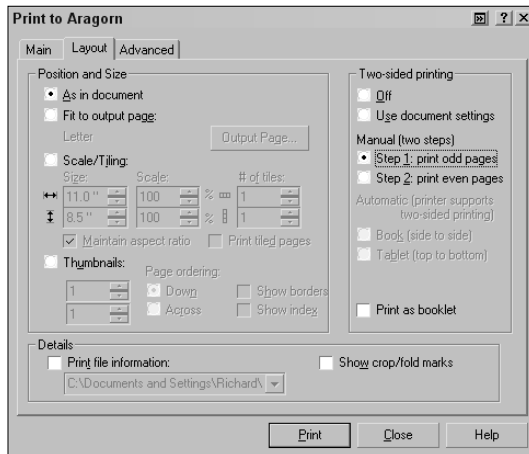 Print to Aragorn
Main
Layout
Advanced
Position and Size
As in document
Fit to output page:
Letter
Output Page...
Scale/Tiling:
Size:
Scale:
# of tiles:
11.0 "
100
%
1
8.5 "
100
%
1
Maintain aspect ratio
Print tiled pages
Thumbnails:
Page ordering:
1
Down
Show borders
1
Across
Show index
Two-sided printing
Off
Use document settings
Manual (two steps)
Step 1: print odd pages
Step 2: print even pages
Automatic (printer supports
two-sided printing)
Book (side to side)
Tablet (top to bottom)
Print as booklet
Details
Print file information:
Show crop/fold marks
C:\Documents and Settings\Richard\
Print
Close
Help